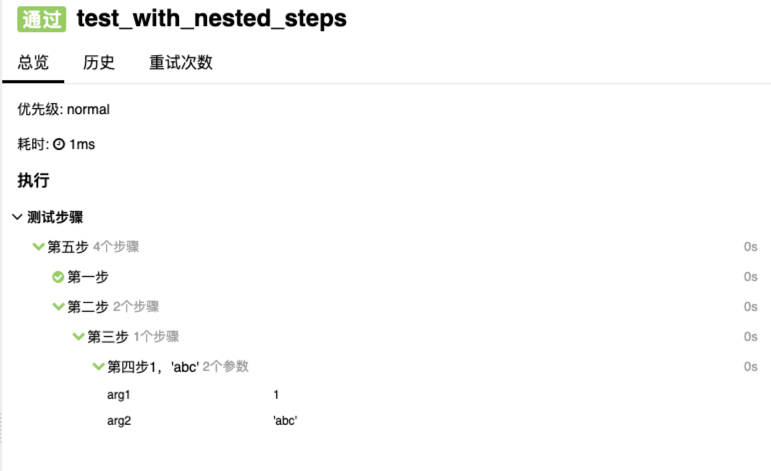 通过 test_with_nested_steps
总览 历史 重试次数
优先级: normal
耗时: 1ms
执行
测试步骤
第五步 4个步骤 0s
第一步 0s
第二步 2个步骤 0s
第三步 1个步骤 0s
第四步1，'abc' 2个参数 0s
arg1 1
arg2 'abc'